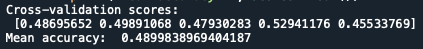 Cross-validation scores:
[0.48695652 0.49891068 0.47930283 0.52941176 0.45533769]
Mean accuracy:  0.4899838969404187